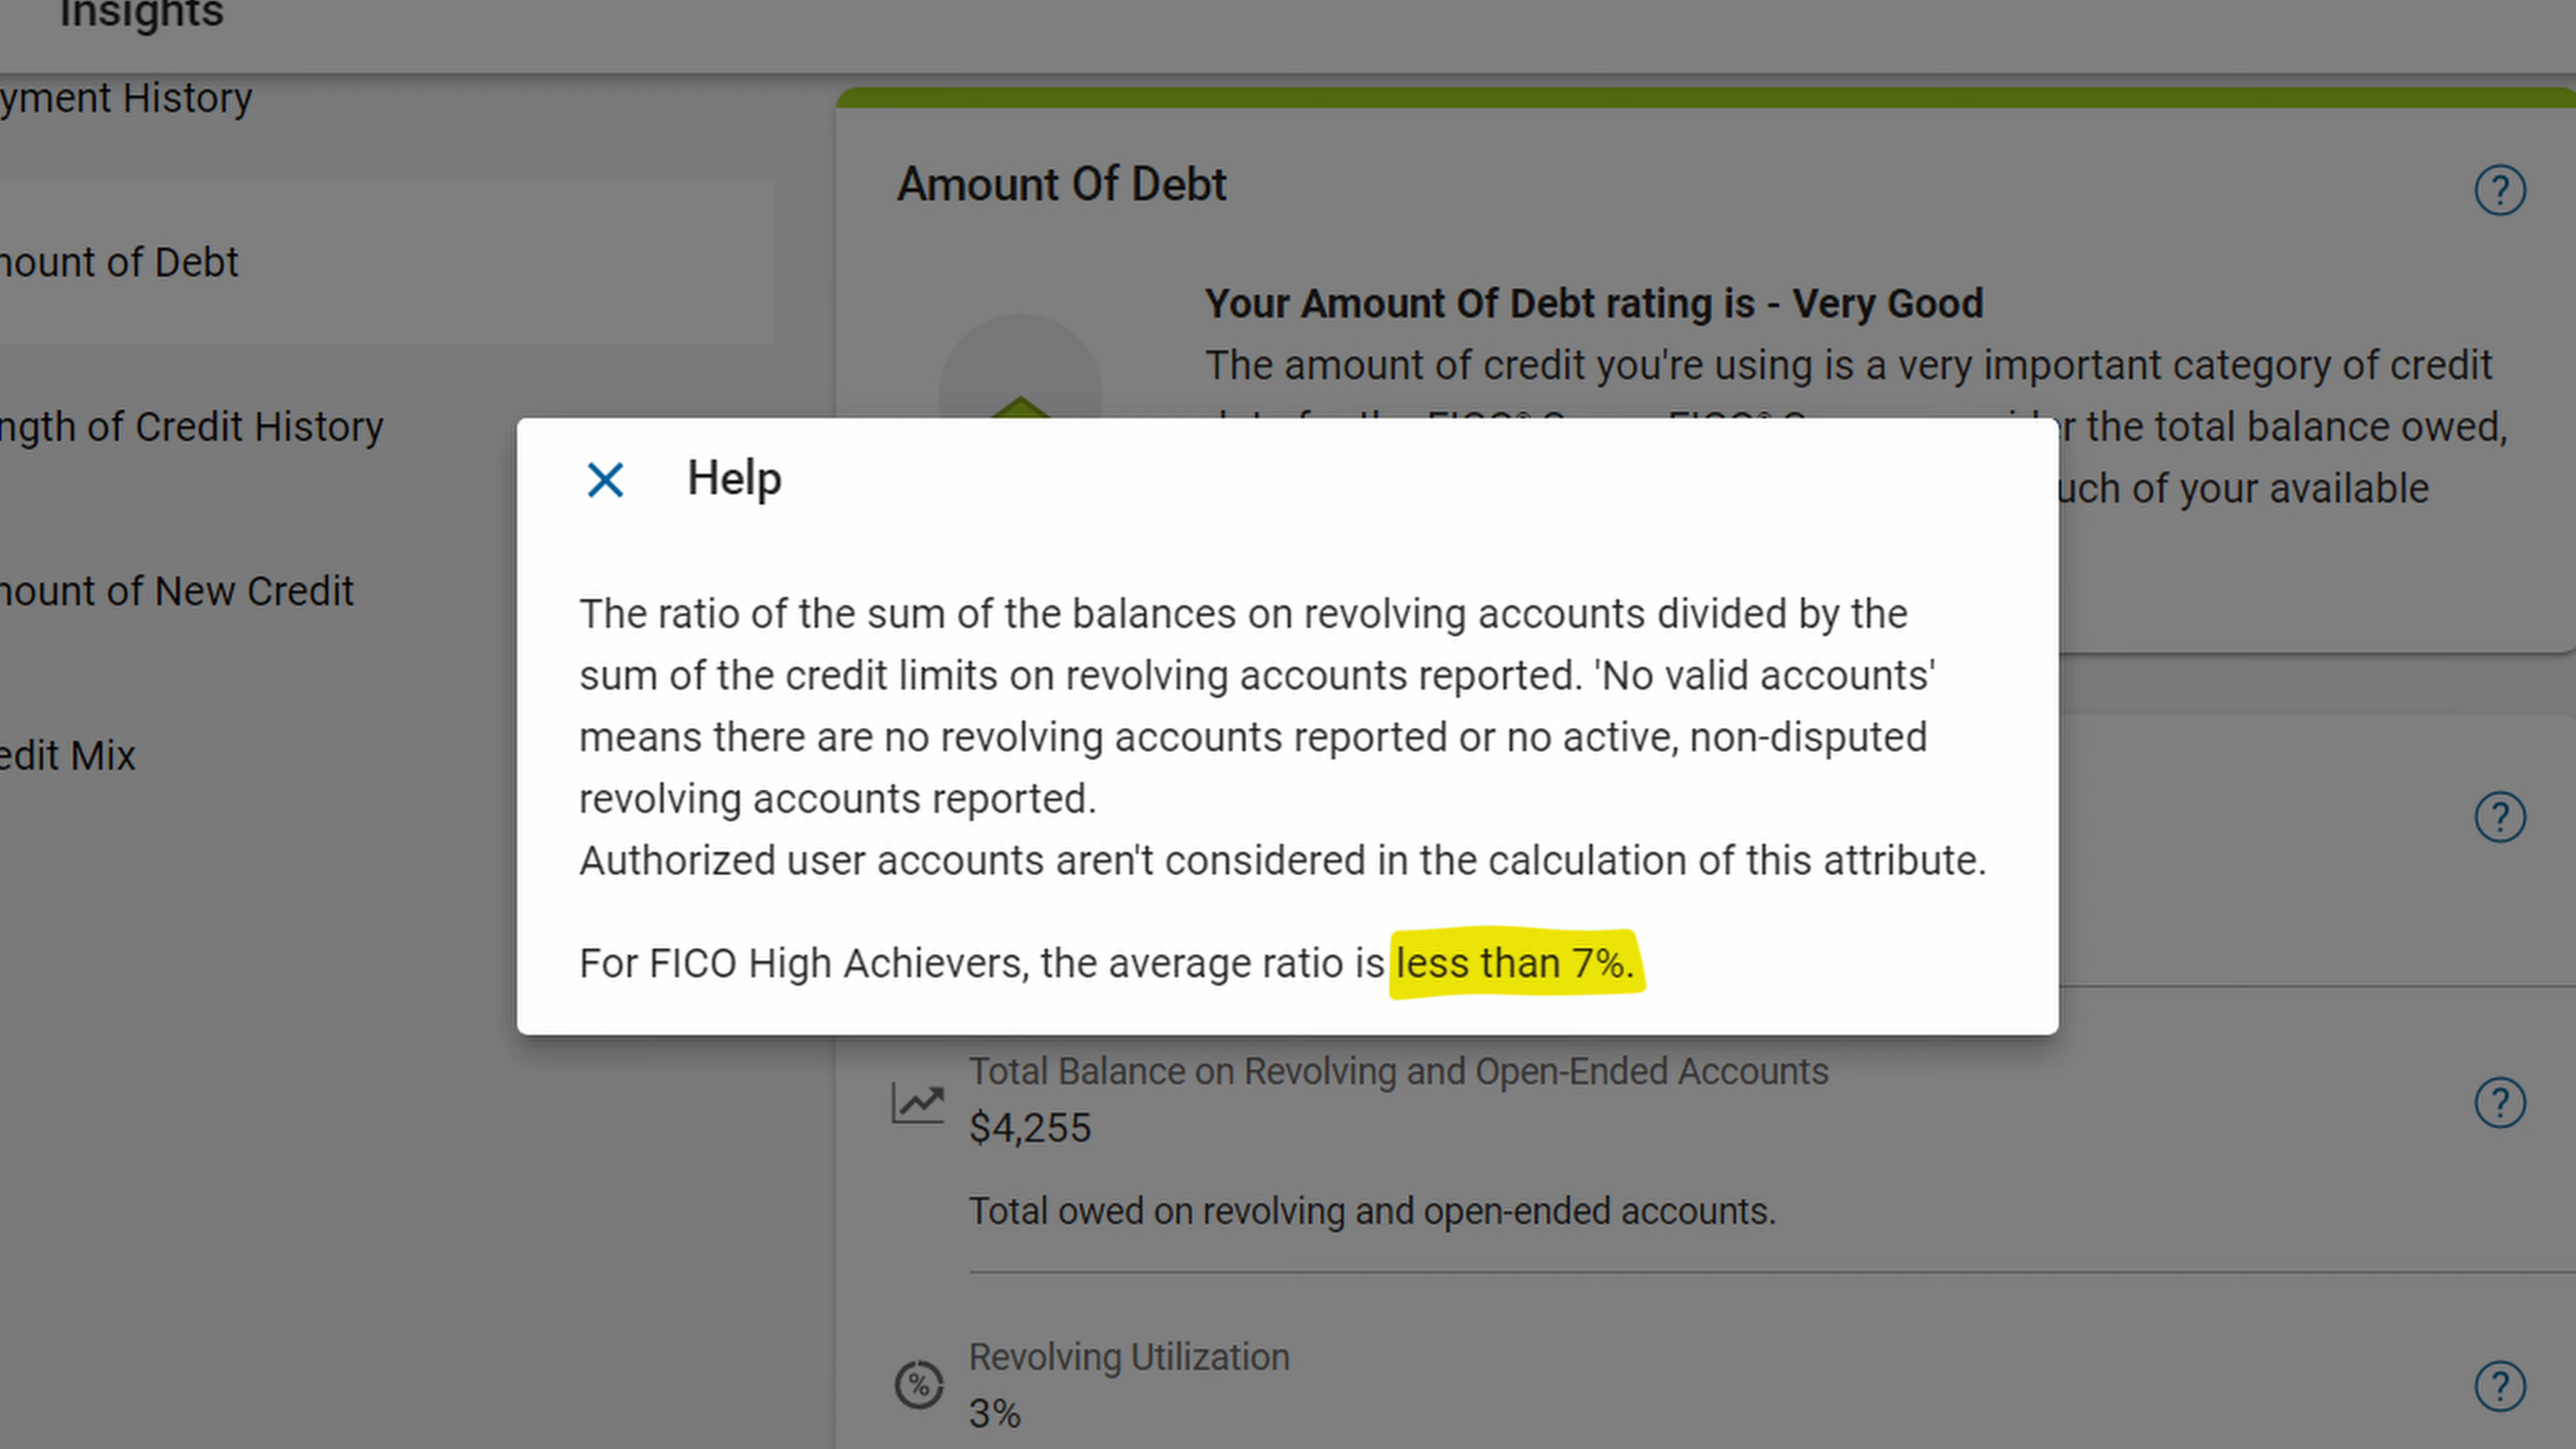 Insights
yment History
Amount Of Debt
nount of Debt
Your Amount Of Debt rating is - Very Good
The amount of credit you're using is a very important category of credit
ngth of Credit History
r the total balance owed,
uch of your available
nount of New Credit
edit Mix
Help
The ratio of the sum of the balances on revolving accounts divided by the
sum of the credit limits on revolving accounts reported. 'No valid accounts'
means there are no revolving accounts reported or no active, non-disputed
revolving accounts reported.
Authorized user accounts aren't considered in the calculation of this attribute.
For FICO High Achievers, the average ratio is less than 7%.
Total Balance on Revolving and Open-Ended Accounts
$4,255
Total owed on revolving and open-ended accounts.
Revolving Utilization
%
3%
?
?
?
?